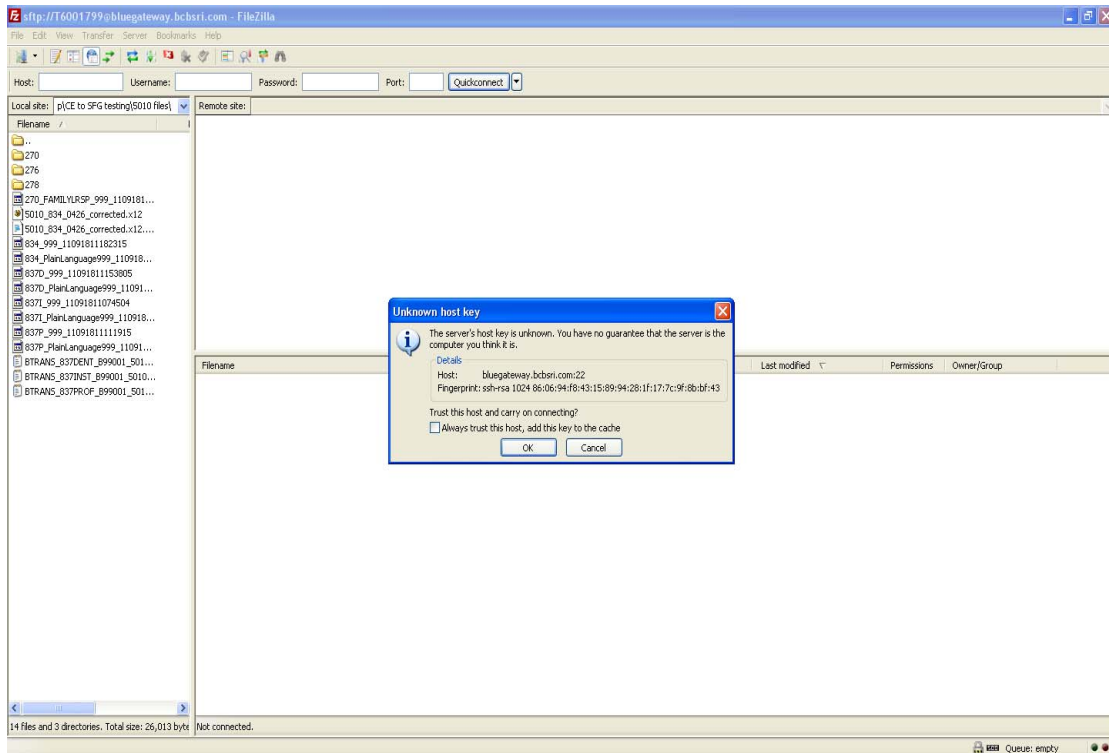 sftp://T6001799@bluegateway.bcbsri.com - FileZilla
File Edit View Transfer Server Bookmarks Help
Host: Username: Password: Port: Quickconnect
Local site: p\CE to SFG testing\5010 files\ Remote site:
Filename
..
270
276
278
270_FAMILYLRSP_999_1109181...
5010_834_0426_corrected.x12
5010_834_0426_corrected.x12....
834_999_11091811182315
834_PlainLanguage999_110918...
837D_999_11091811153805
837D_PlainLanguage999_11091...
837I_999_11091811074504
837I_PlainLanguage999_110918...
837P_999_11091811111915
837P_PlainLanguage999_11091...
BTRANS_837DENT_B99001_501...
BTRANS_837INST_B99001_5010...
BTRANS_837PROF_B99001_501...
Unknown host key
The server's host key is unknown. You have no guarantee that the server is the
computer you think it is.
Details
Host: bluegateway.bcbsri.com:22
Fingerprint: ssh-rsa 1024 86:06:94:f8:43:15:89:94:28:1f:17:7c:9f:8b:bf:43
Trust this host and carry on connecting?
Always trust this host, add this key to the cache
OK Cancel
Filename Last modified Permissions Owner/Group
14 files and 3 directories. Total size: 26,013 byte Not connected.
Queue: empty